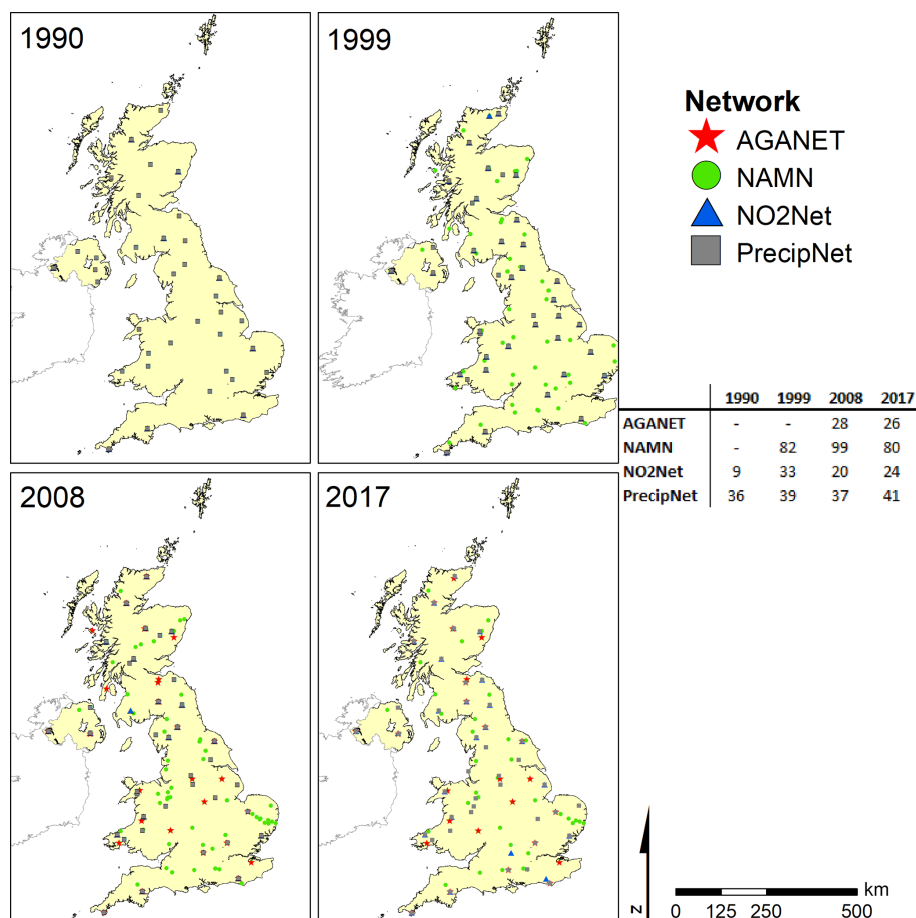 1990
1999
Network
AGANET
NAMN
NO2Net
PrecipNet
1990 1999 2008 2017
AGANET - - 28 26
NAMN - 82 99 80
NO2Net 9 33 20 24
PrecipNet 36 39 37 41
2008
2017
N
km
0 125 250 500